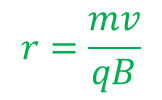 r = mv/qB